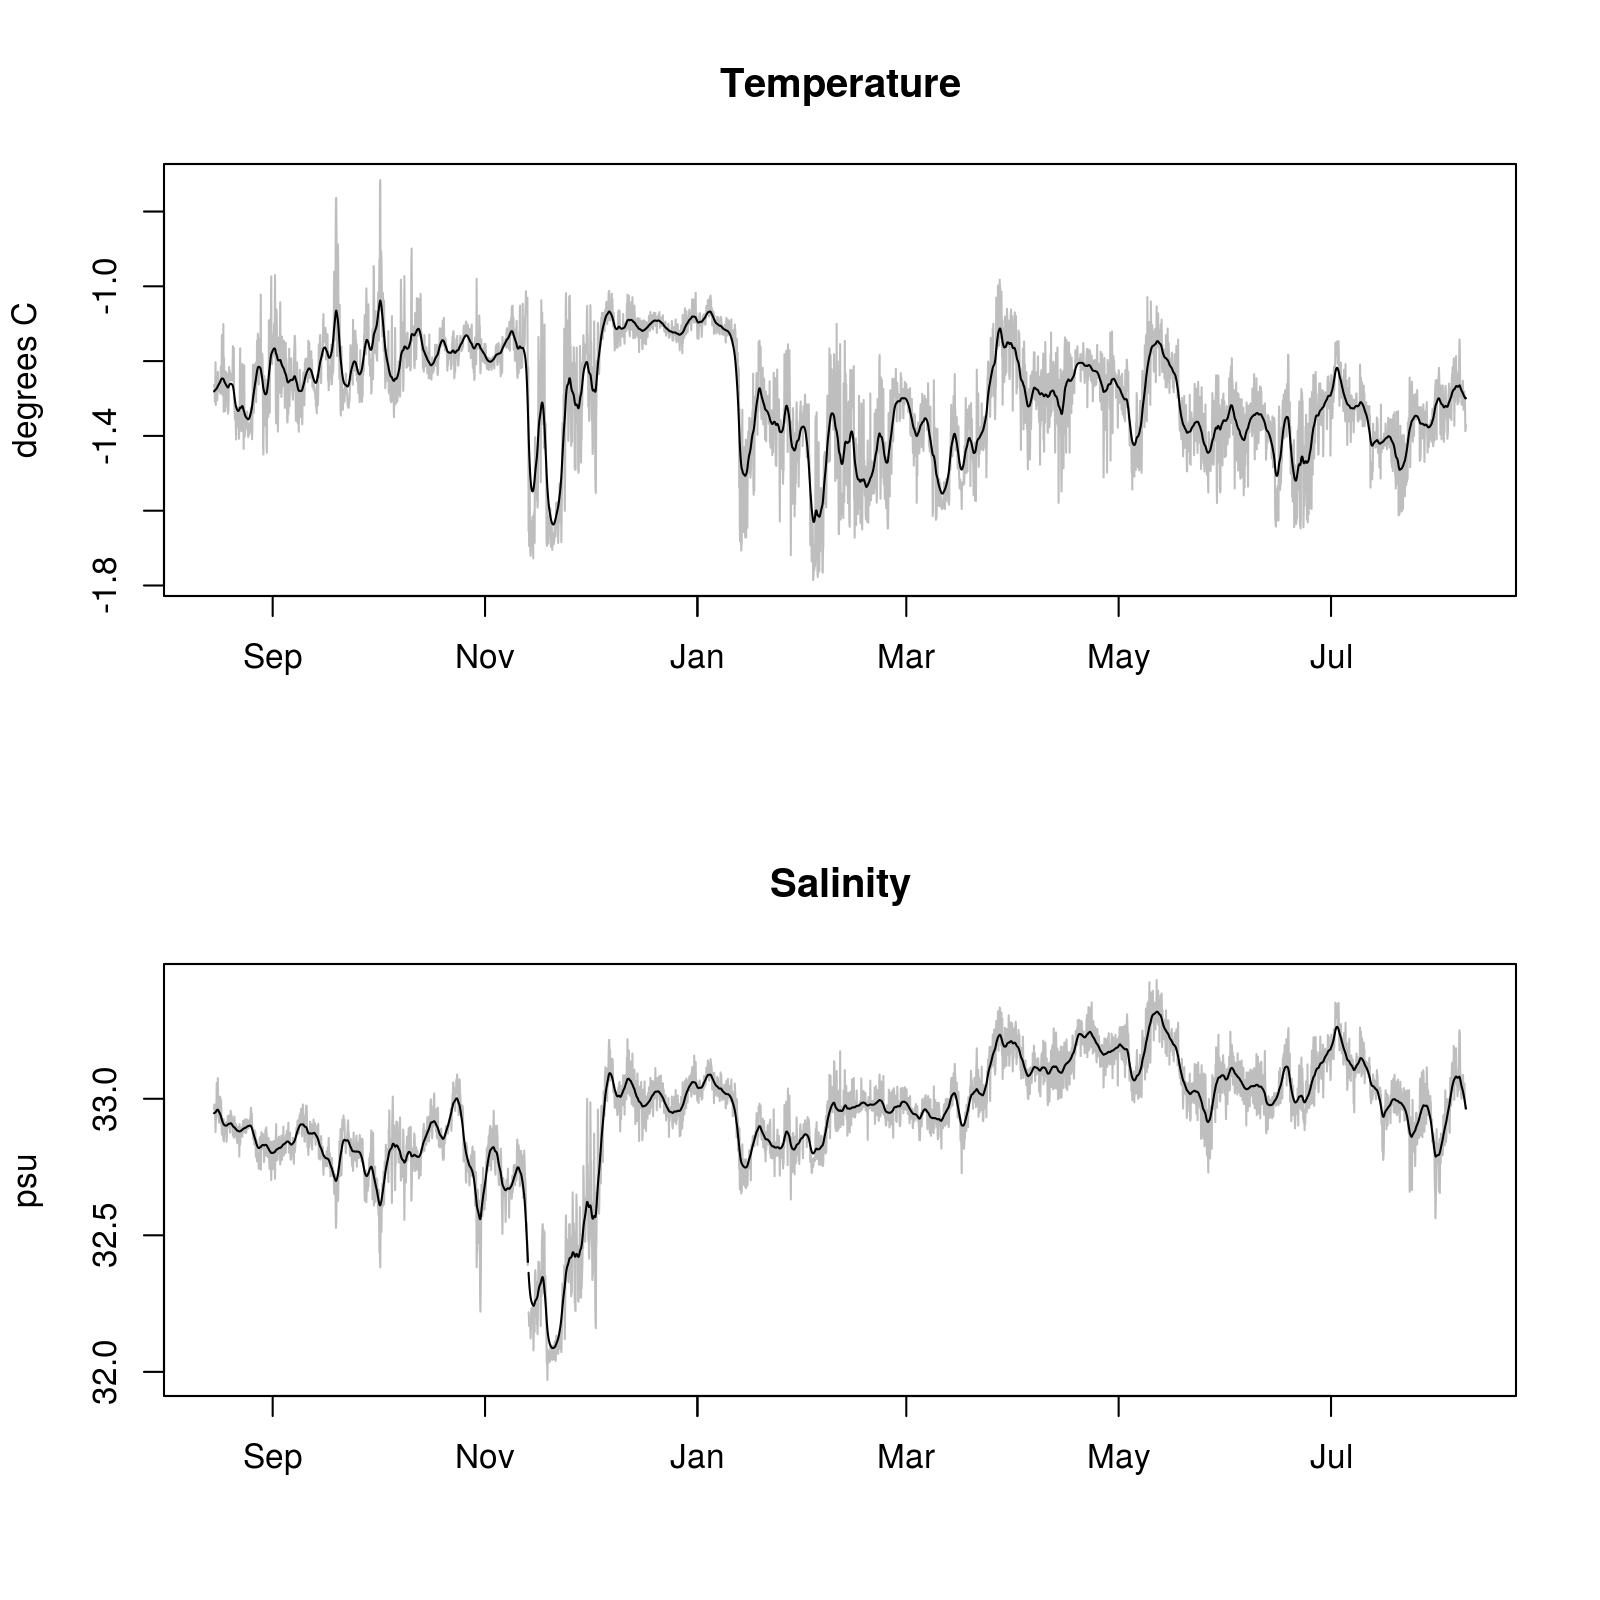 Temperature
degrees C
-1.0
-1.4
-1.8
Sep Nov Jan Mar May Jul
Salinity
psu
33.0
32.5
32.0
Sep Nov Jan Mar May Jul